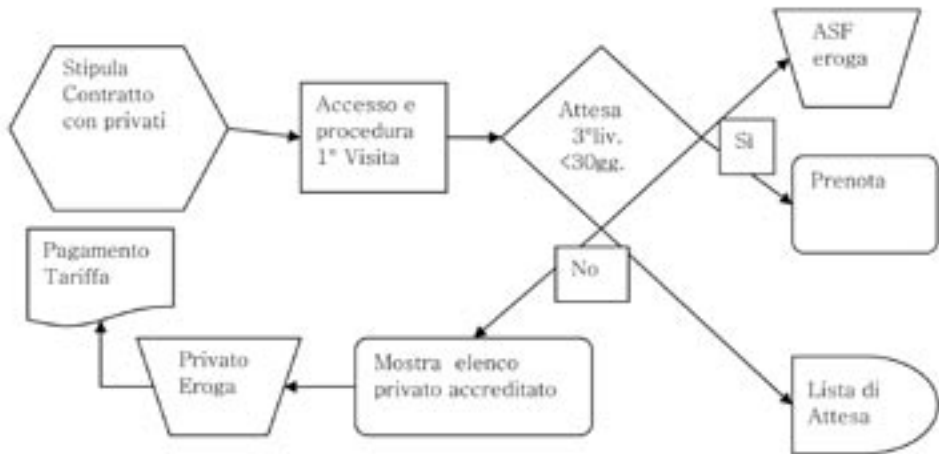 Stipula
Contratto
con privati
Accesso e
procedura
1° Visita
Attesa
3°liv.
<30gg.
ASF
eroga
Sì
Prenota
No
Pagamento
Tariffa
Privato
Eroga
Mostra elenco
privato accreditato
Lista di
Attesa